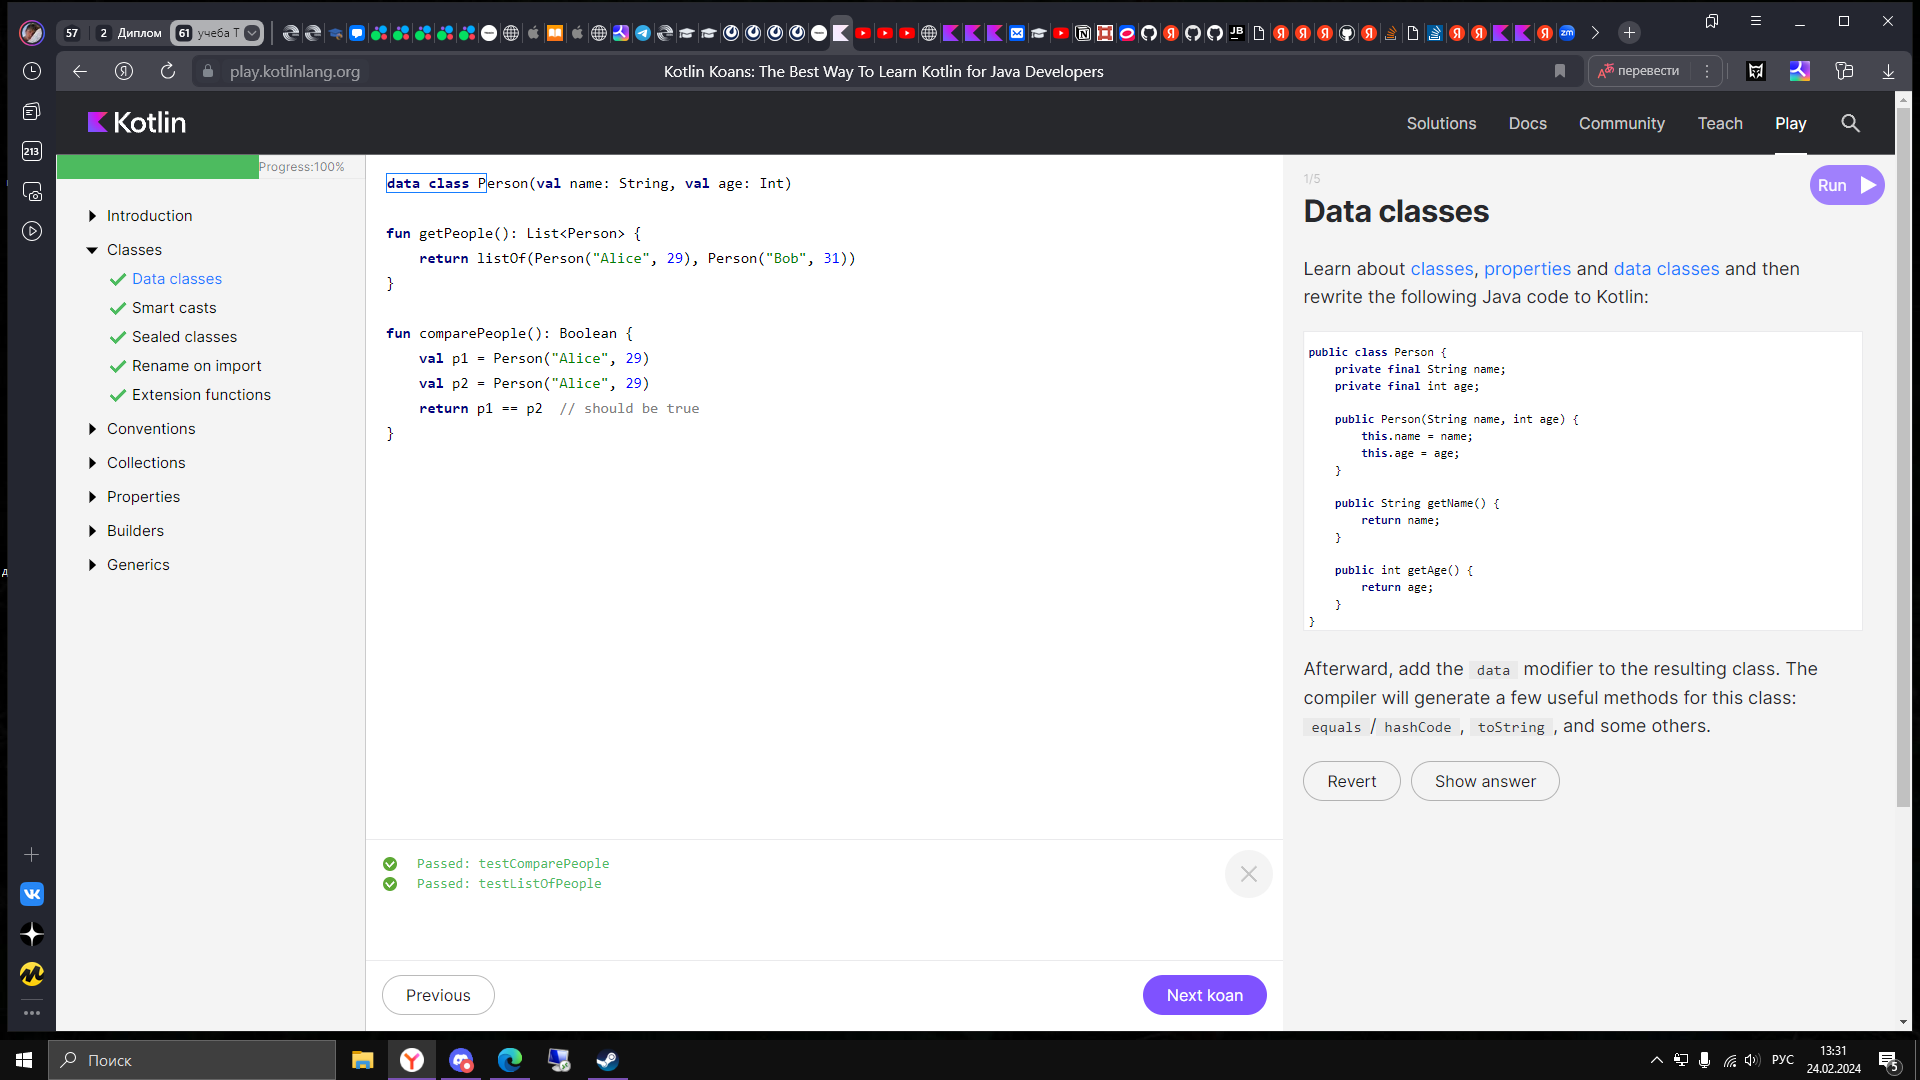 57
2 Диплом
61 учеба Т
play.kotlinlang.org
Kotlin Koans: The Best Way To Learn Kotlin for Java Developers
перевести
213
Kotlin
Solutions
Docs
Community
Teach
Play
Progress:100%
Introduction
Classes
Data classes
Smart casts
Sealed classes
Rename on import
Extension functions
Conventions
Collections
Properties
Builders
Generics
data class Person(val name: String, val age: Int)
fun getPeople(): List<Person> {
return listOf(Person("Alice", 29), Person("Bob", 31))
}
fun comparePeople(): Boolean {
val p1 = Person("Alice", 29)
val p2 = Person("Alice", 29)
return p1 == p2  // should be true
}
Passed: testComparePeople
Passed: testListOfPeople
Previous
Next koan
1/5
Run
Data classes
Learn about classes, properties and data classes and then
rewrite the following Java code to Kotlin:
public class Person {
private final String name;
private final int age;
public Person(String name, int age) {
this.name = name;
this.age = age;
}
public String getName() {
return name;
}
public int getAge() {
return age;
}
}
Afterward, add the data modifier to the resulting class. The
compiler will generate a few useful methods for this class:
equals / hashCode , toString , and some others.
Revert
Show answer
Поиск
РУС
13:31
24.02.2024
5